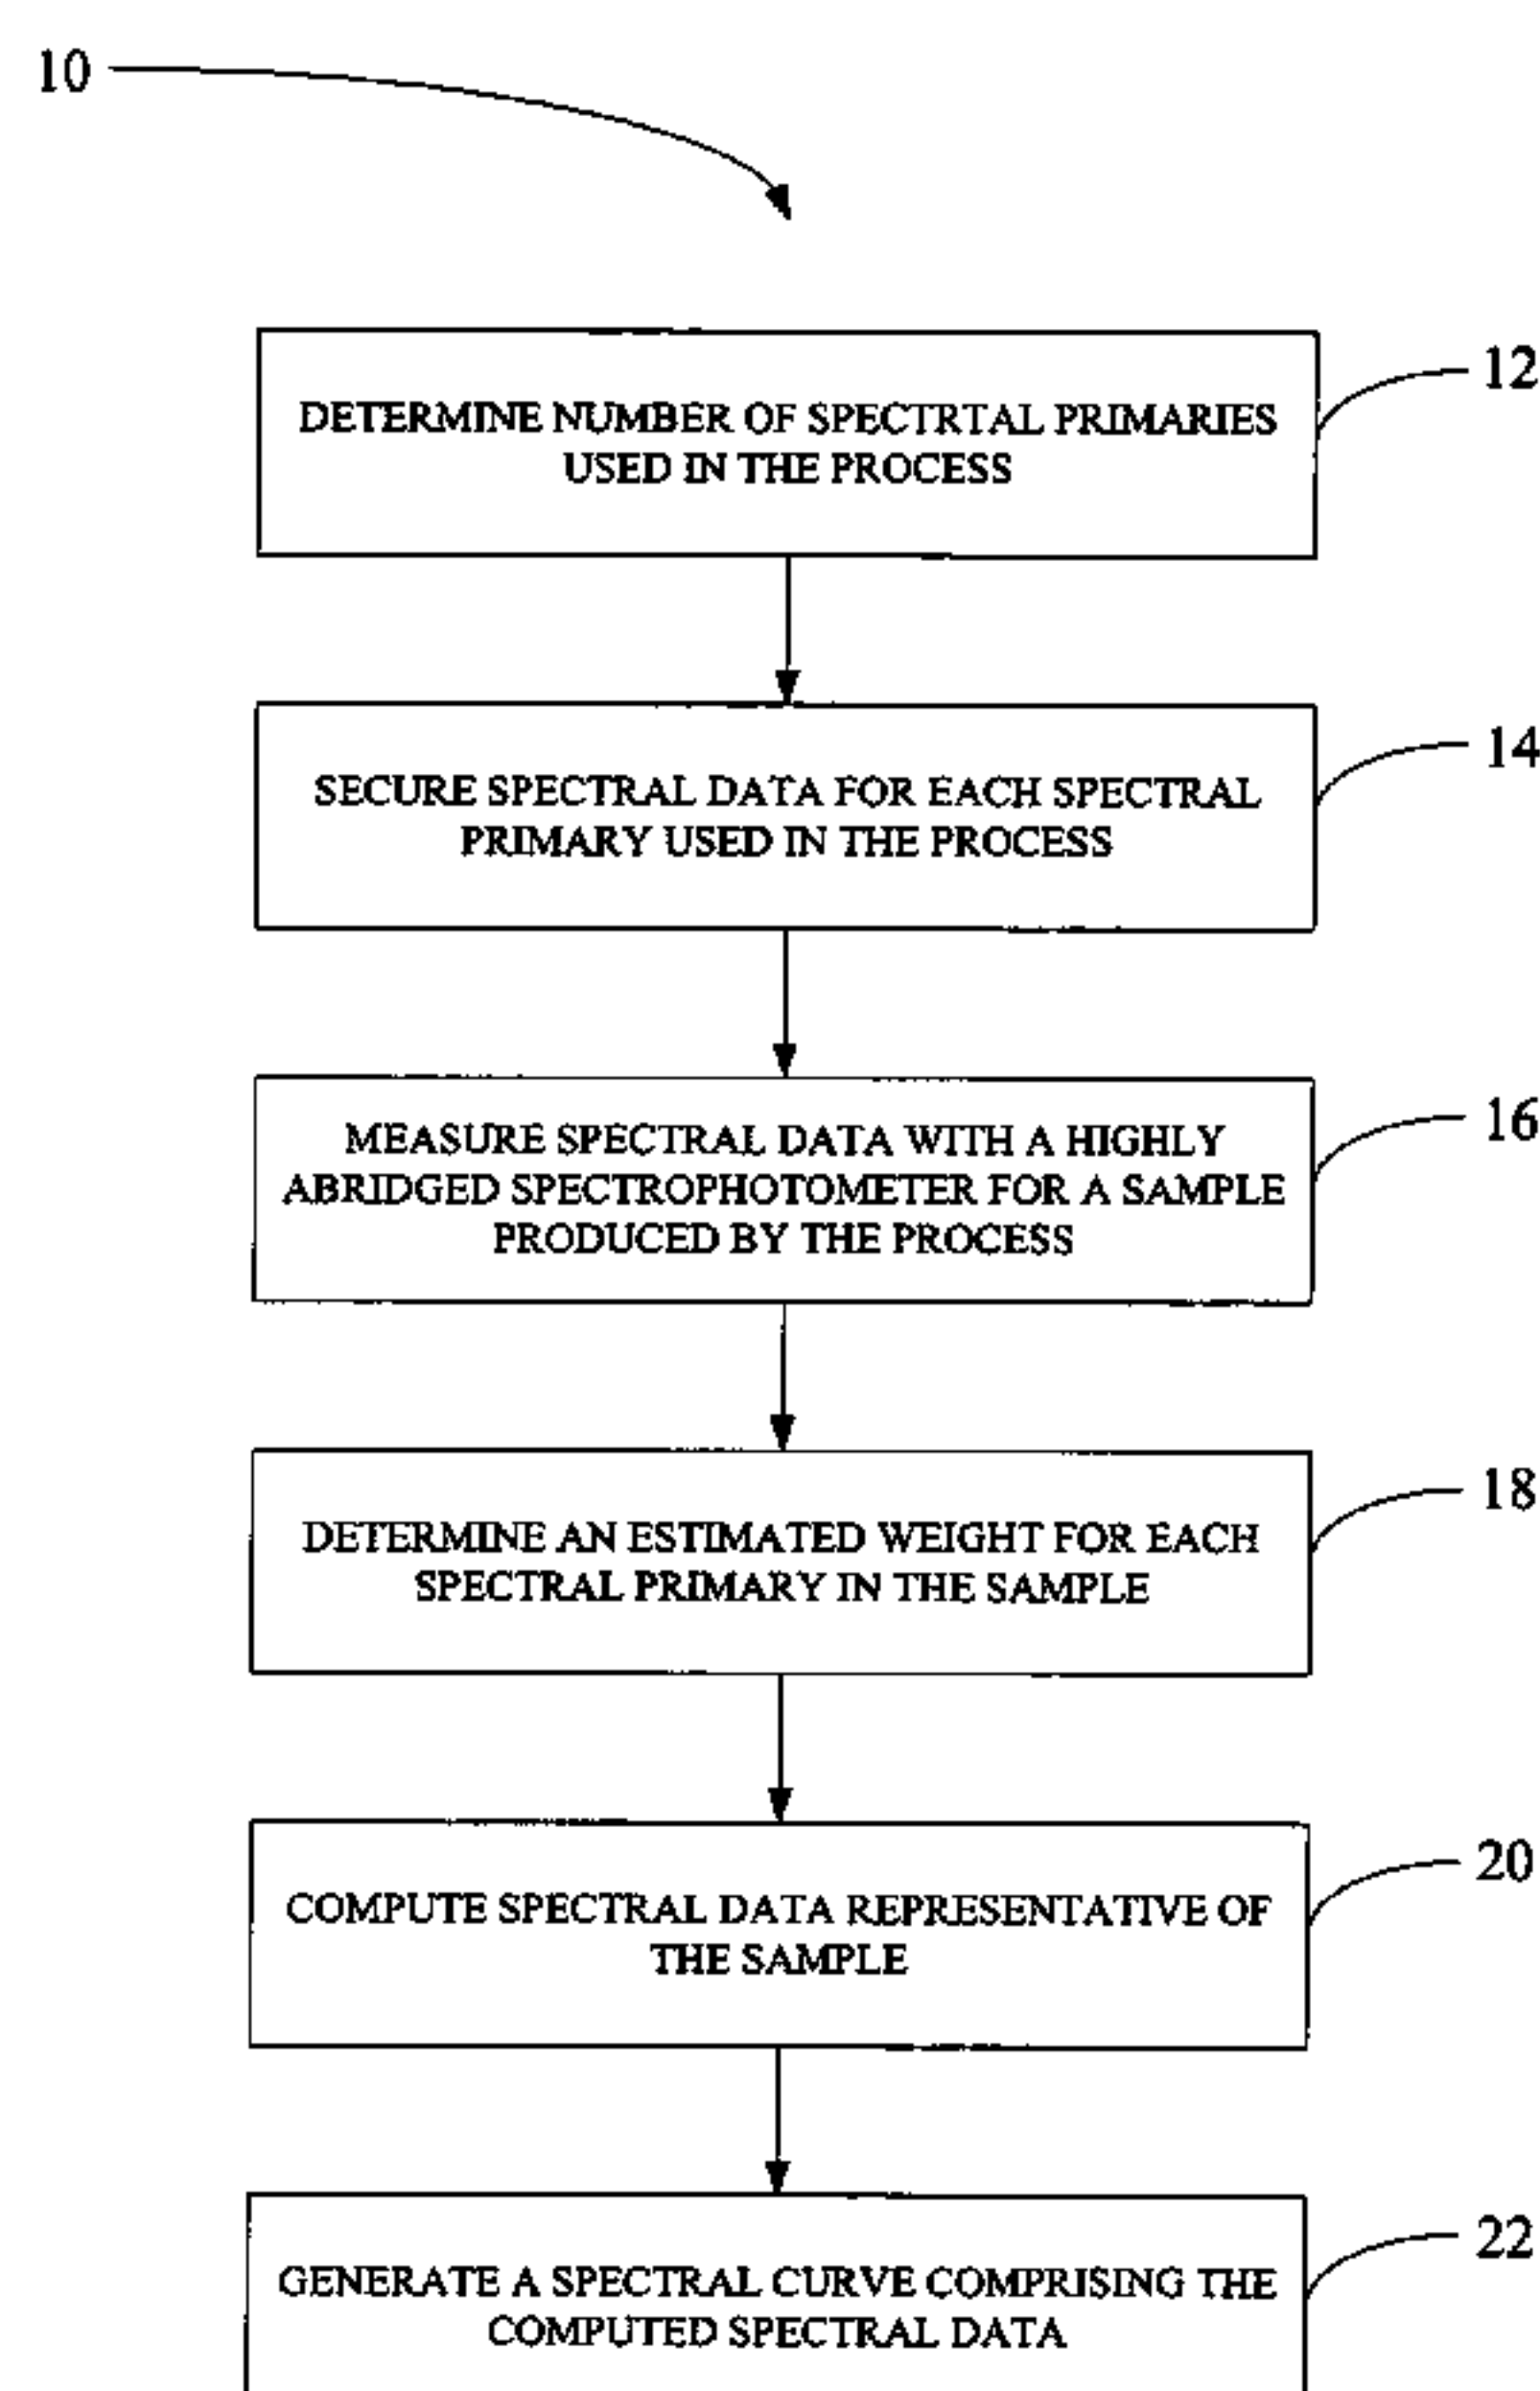 10
DETERMINE NUMBER OF SPECTRTAL PRIMARIES
USED IN THE PROCESS
12
SECURE SPECTRAL DATA FOR EACH SPECTRAL
PRIMARY USED IN THE PROCESS
14
MEASURE SPECTRAL DATA WITH A HIGHLY
ABRIDGED SPECTROPHOTOMETER FOR A SAMPLE
PRODUCED BY THE PROCESS
16
DETERMINE AN ESTIMATED WEIGHT FOR EACH
SPECTRAL PRIMARY IN THE SAMPLE
18
COMPUTE SPECTRAL DATA REPRESENTATIVE OF
THE SAMPLE
20
GENERATE A SPECTRAL CURVE COMPRISING THE
COMPUTED SPECTRAL DATA
22